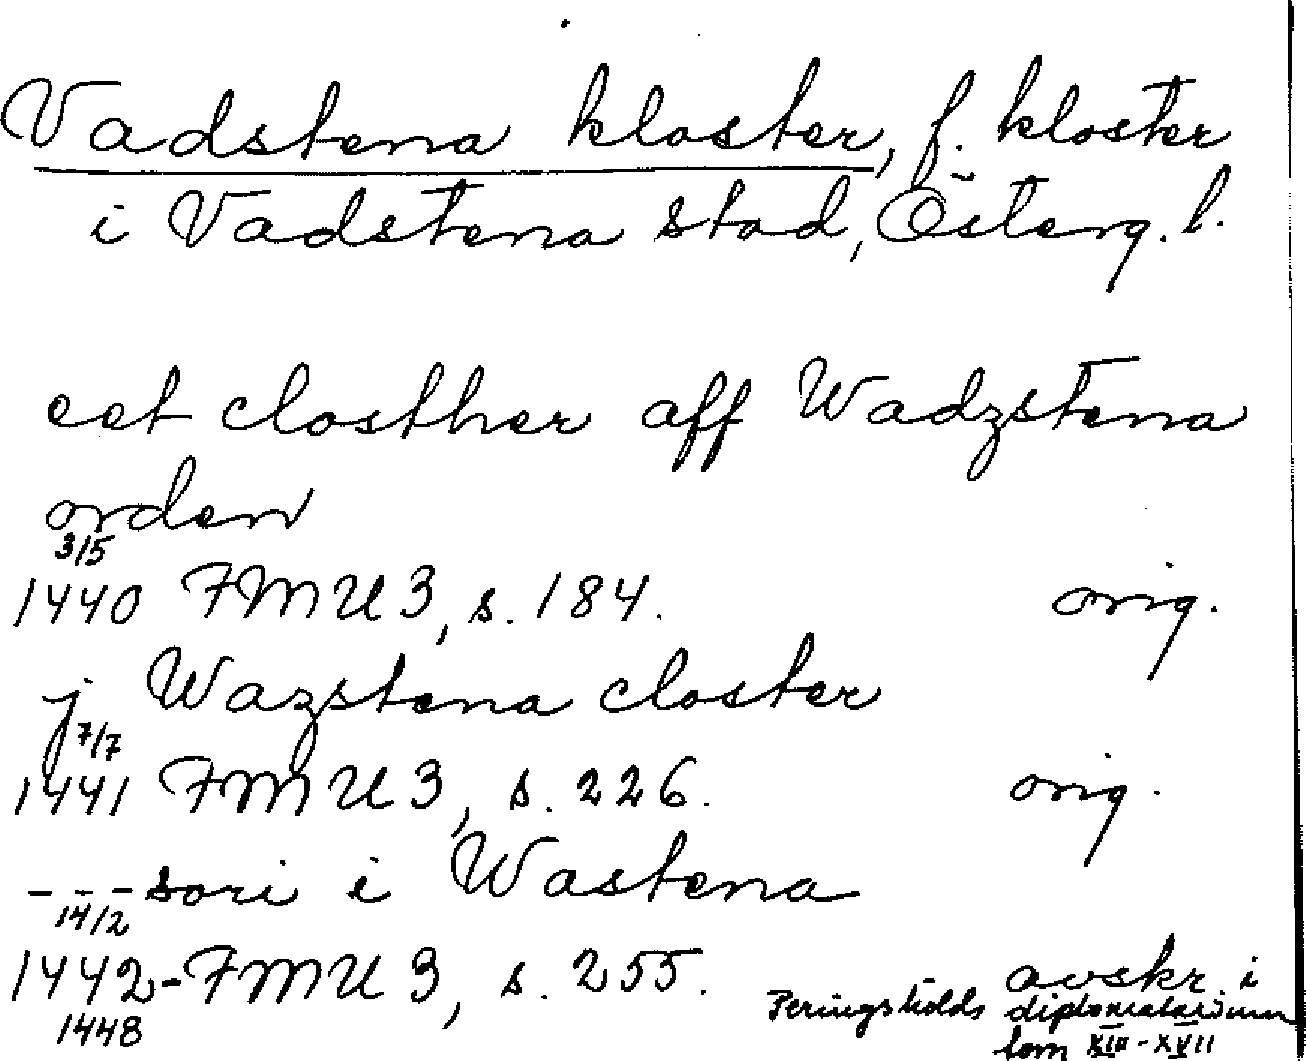 Vadstena kloster, f. kloster
i Vadstena stad, Österg. l.
eet closther aff Wadzstena
orden
3/5
1440 FMU 3, s. 184. orig.
j Wazstena closter
7/7
1441 FMU 3, s. 226. orig.
--- sori i Wastena
14/2
1442- FMU 3, s. 255. avskr. i
1448 Peringskiölds diplomatarium
tom XIII-XVII